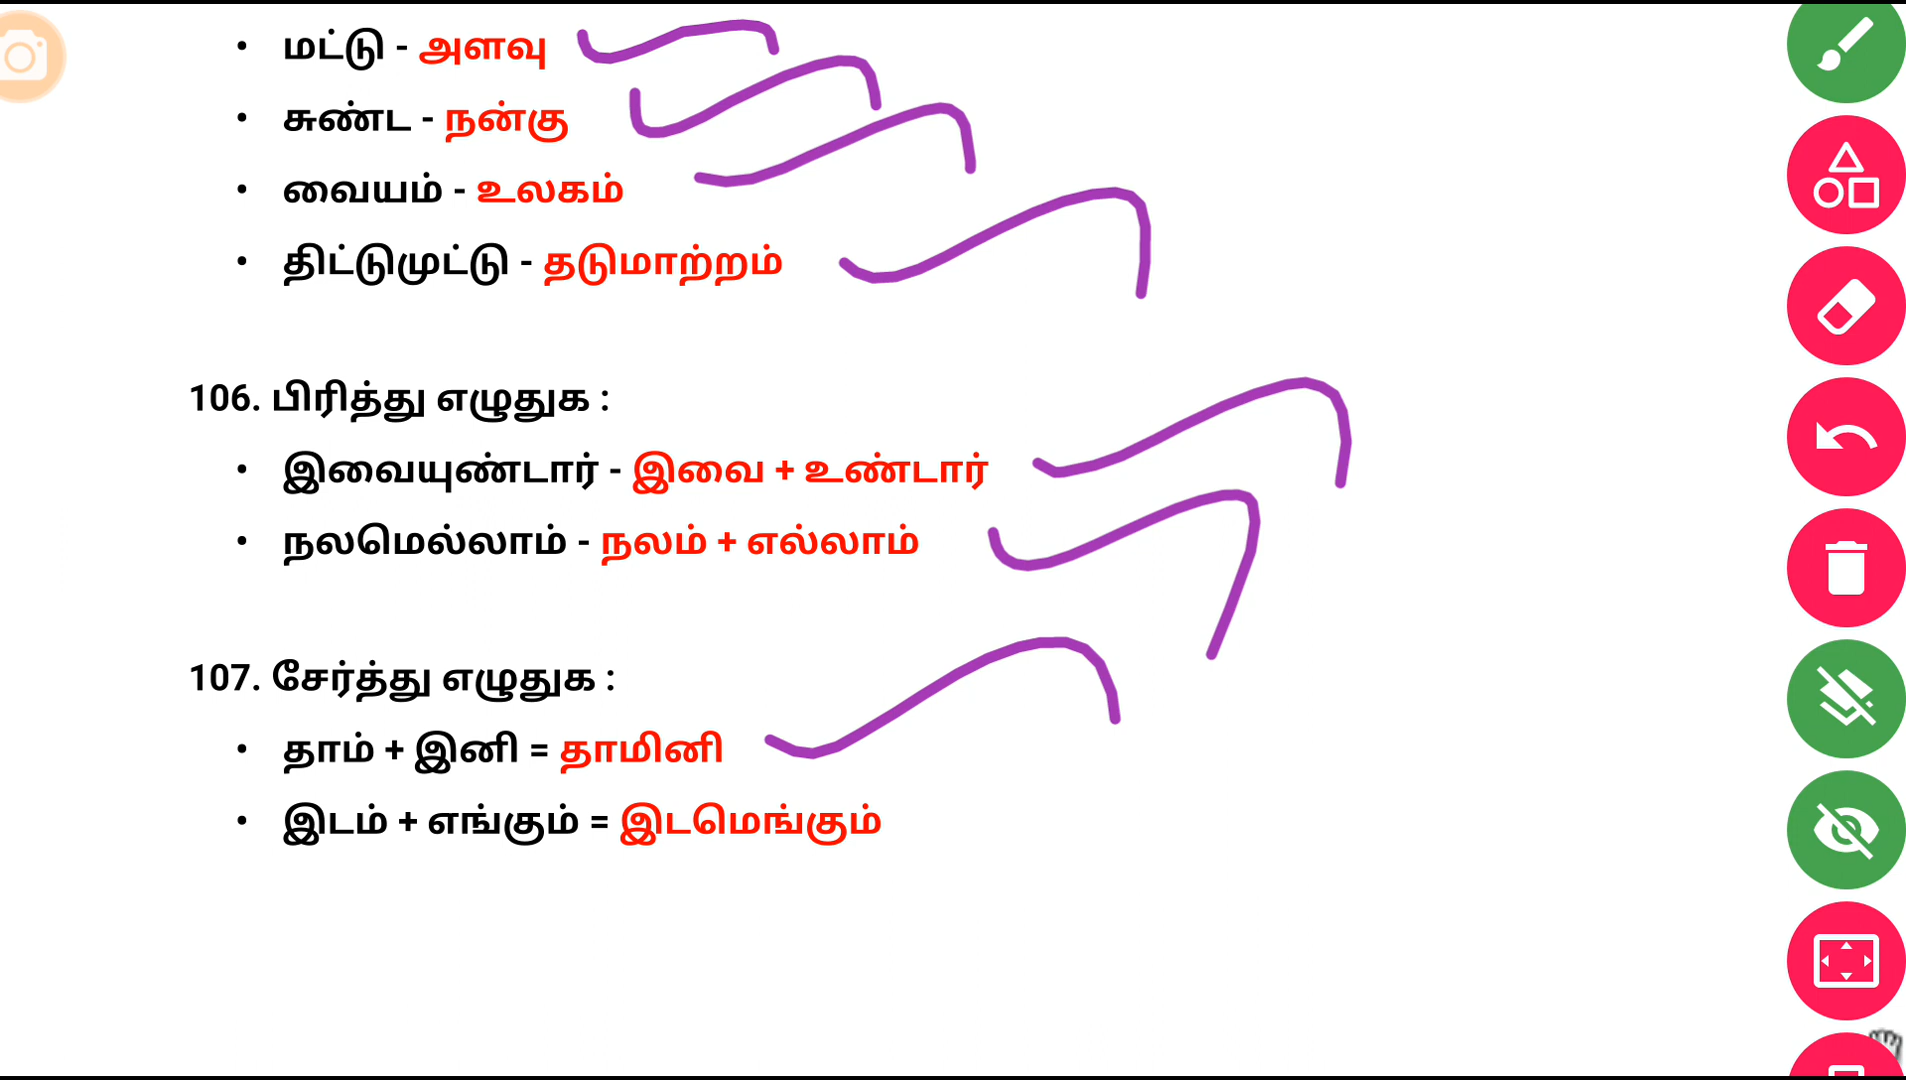 • மட்டு - அளவு
• சுண்ட - நன்கு
• வையம் - உலகம்
• திட்டுமுட்டு - தடுமாற்றம்
106. பிரித்து எழுதுக :
• இவையுண்டார் - இவை + உண்டார்
• நலமெல்லாம் - நலம் + எல்லாம்
107. சேர்த்து எழுதுக :
• தாம் + இனி = தாமினி
• இடம் + எங்கும் = இடமெங்கும்